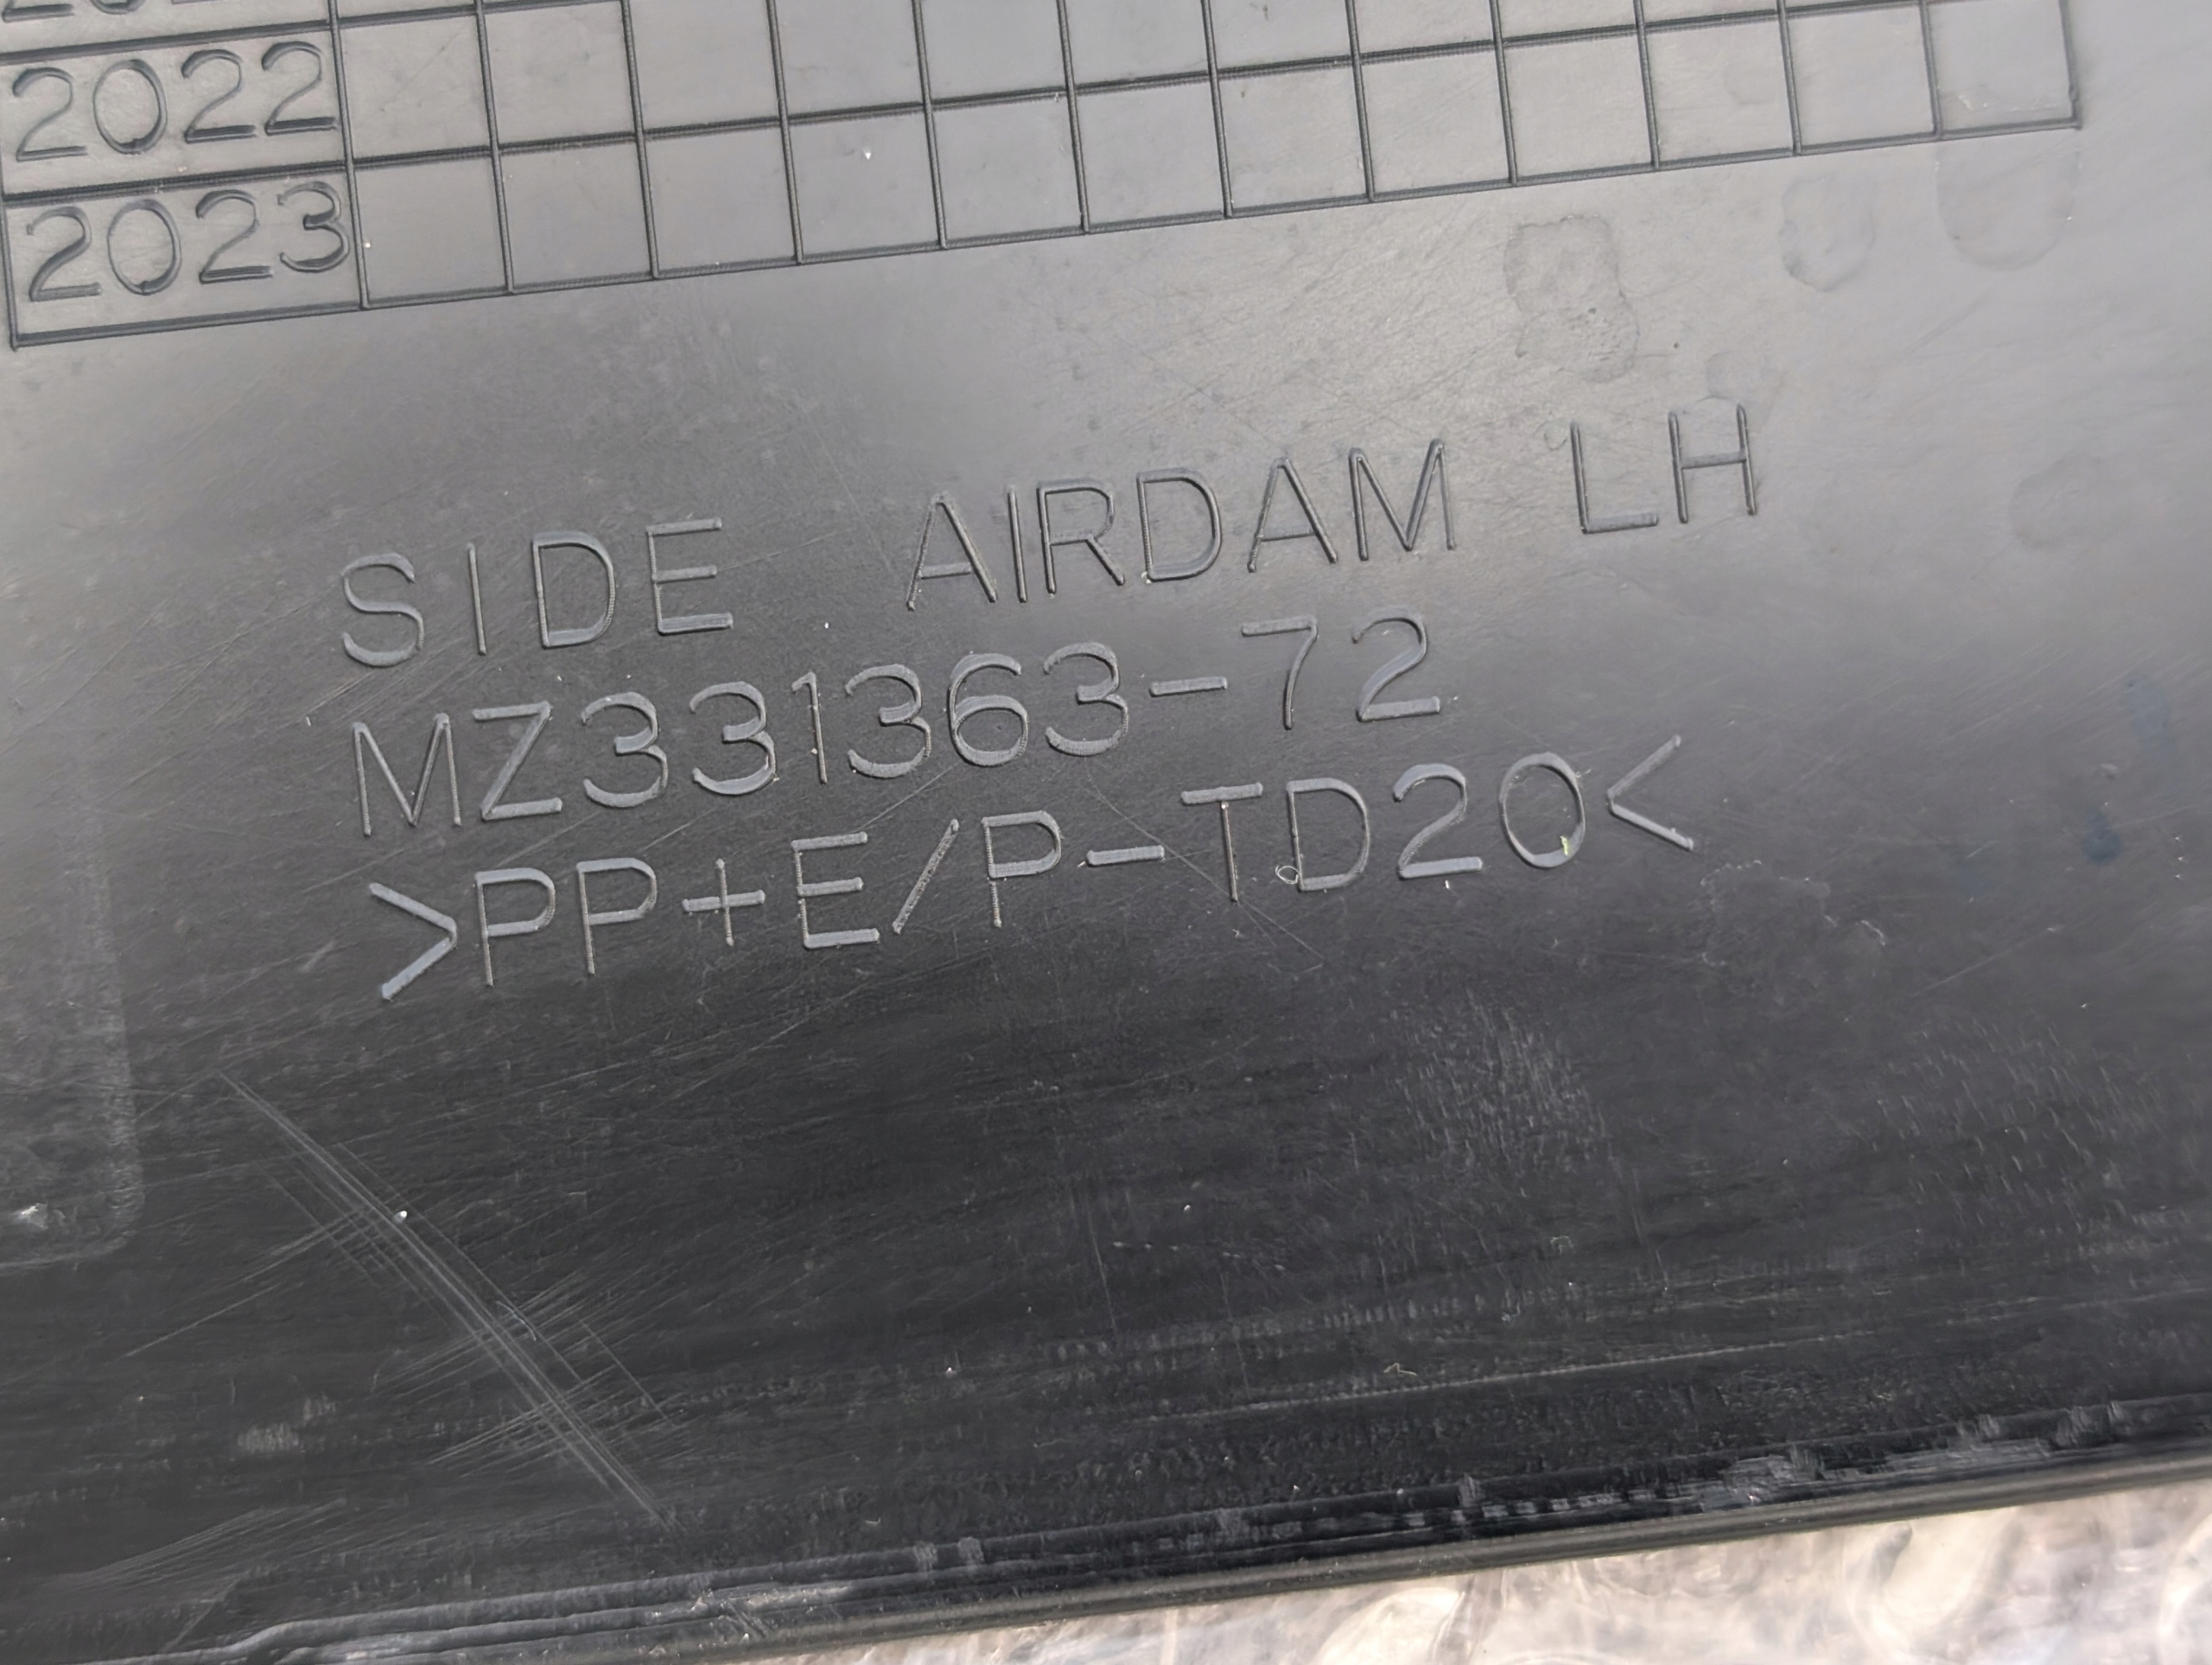 2022
2023
SIDE AIRDAM LH
MZ331363-72
>PP+E/P-TD20<